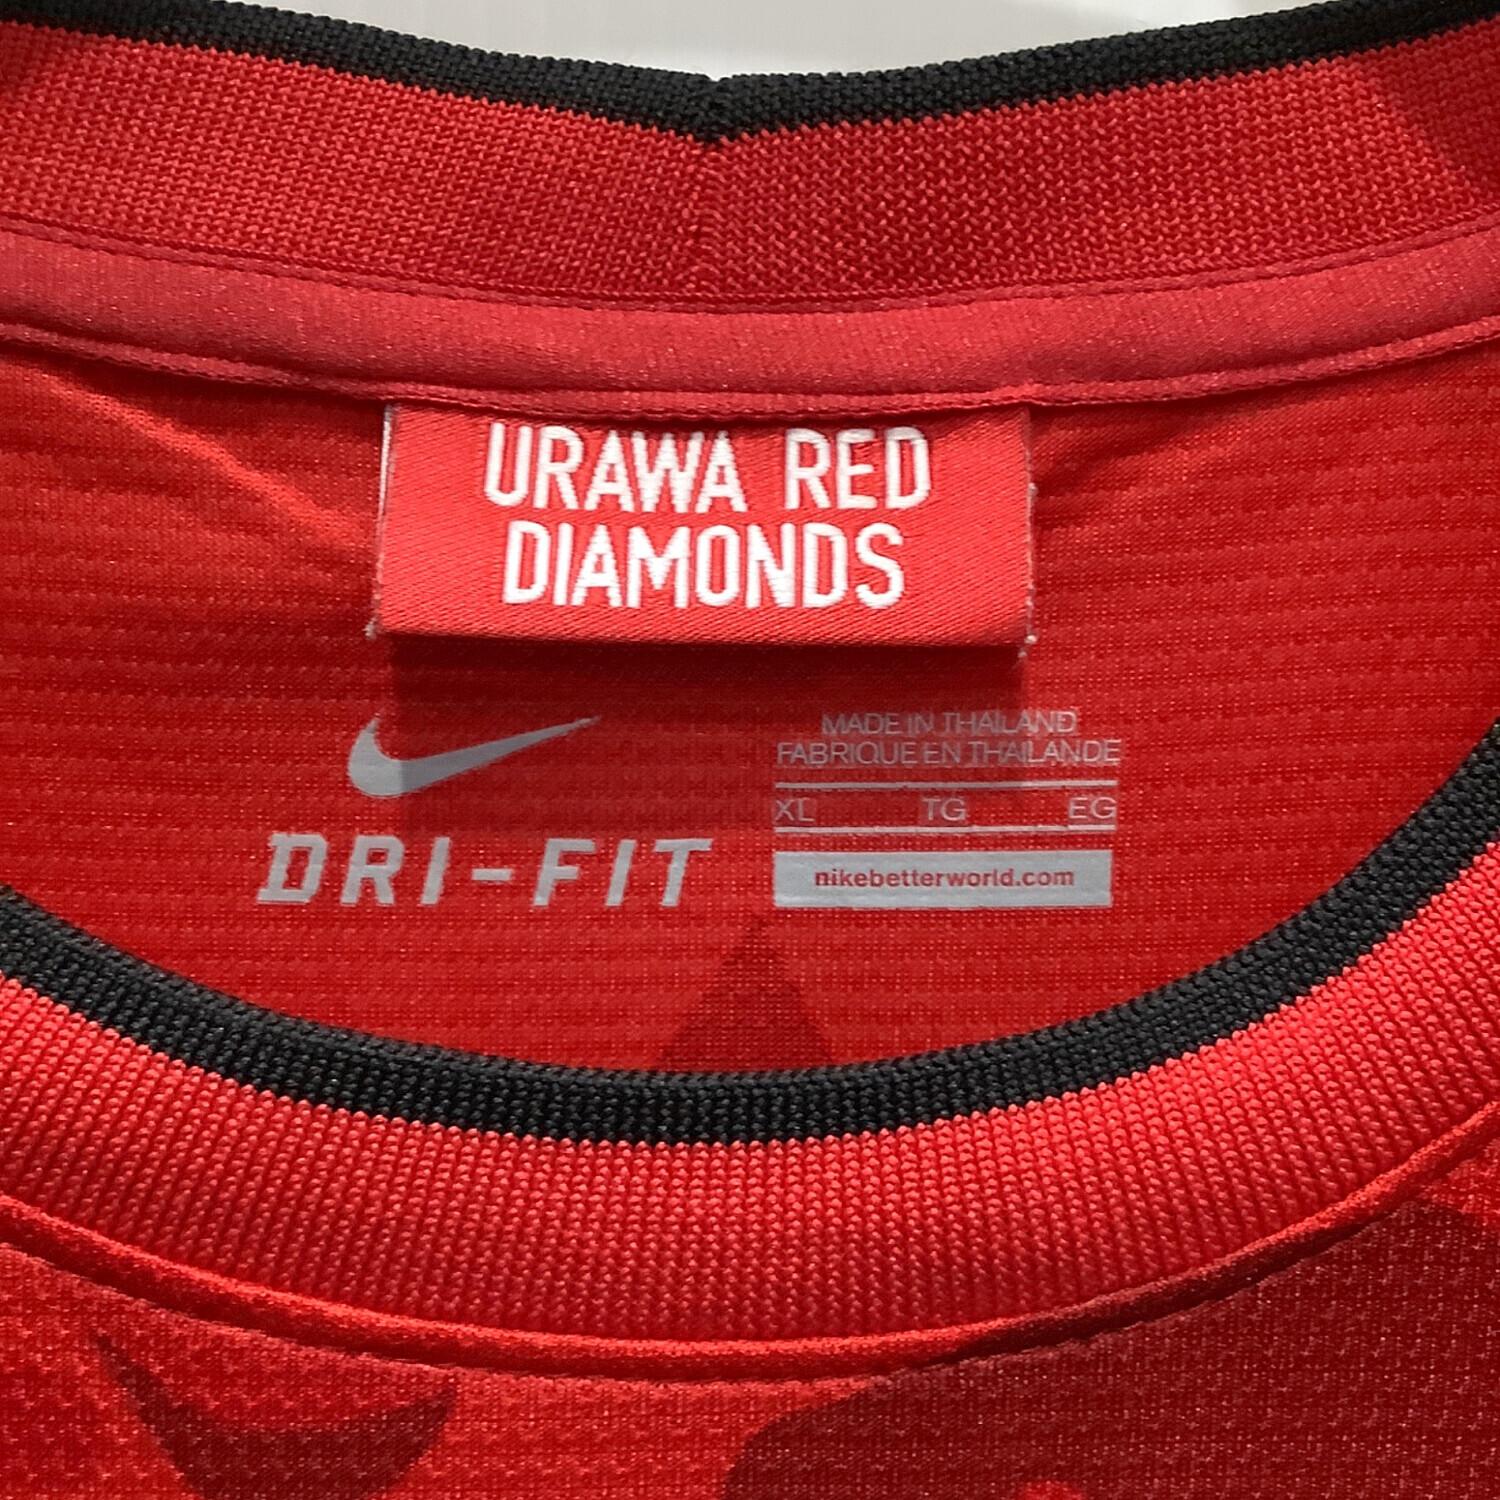 URAWA RED
DIAMONDS
MADE IN THAILAND
FABRIQUE EN THAILANDE
XL TG EG
DRI-FIT
nikebetterworld.com